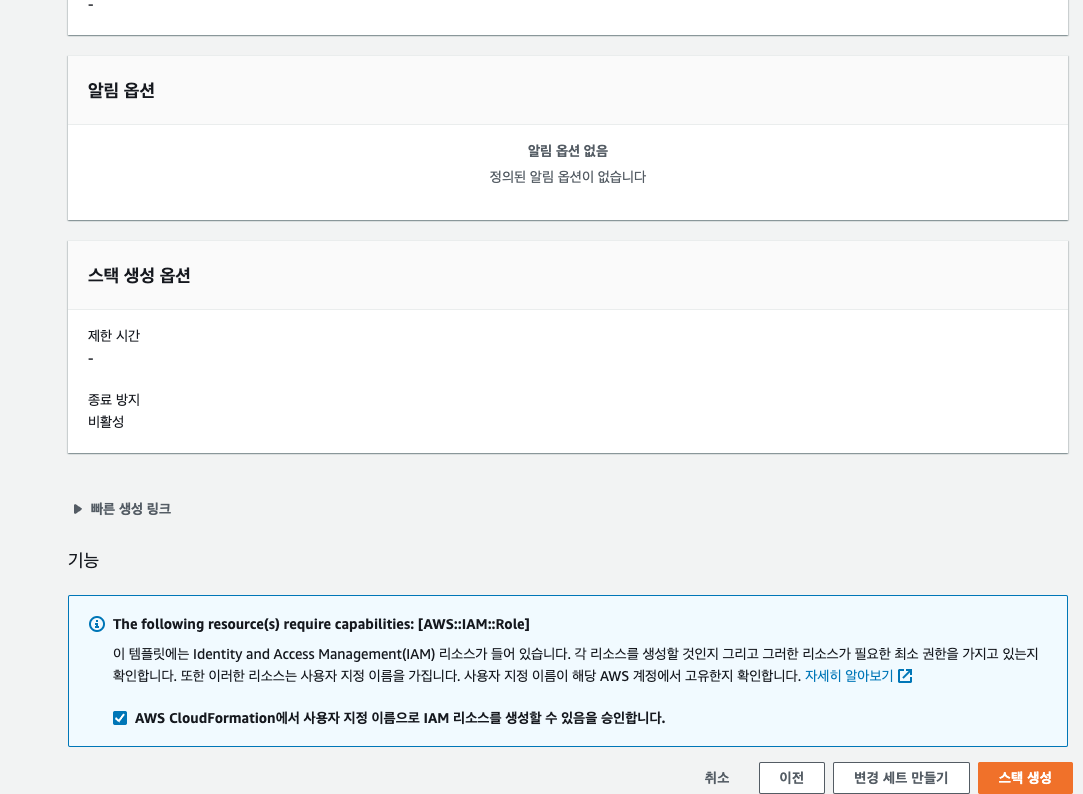 -
알림 옵션
알림 옵션 없음
정의된 알림 옵션이 없습니다
스택 생성 옵션
제한 시간
-
종료 방지
비활성
빠른 생성 링크
기능
The following resource(s) require capabilities: [AWS::IAM::Role]
이 템플릿에는 Identity and Access Management(IAM) 리소스가 들어 있습니다. 각 리소스를 생성할 것인지 그리고 그러한 리소스가 필요한 최소 권한을 가지고 있는지
확인합니다. 또한 이러한 리소스는 사용자 지정 이름을 가집니다. 사용자 지정 이름이 해당 AWS 계정에서 고유한지 확인합니다. 자세히 알아보기
AWS CloudFormation에서 사용자 지정 이름으로 IAM 리소스를 생성할 수 있음을 승인합니다.
취소 이전 변경 세트 만들기 스택 생성